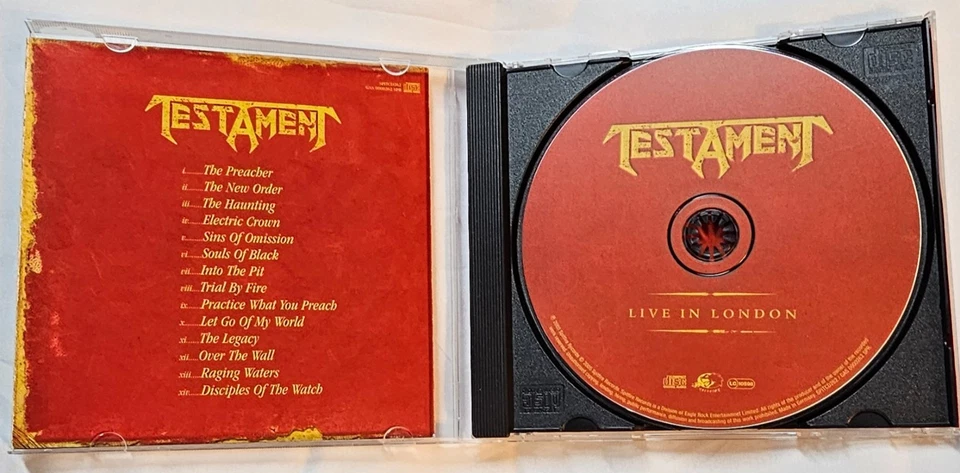 TESTAMENT
i......The Preacher
ii......The New Order
iii......The Haunting
iv......Electric Crown
v......Sins Of Omission
vi......Souls Of Black
vii......Into The Pit
viii......Trial By Fire
ix......Practice What You Preach
x......Let Go Of My World
xi......The Legacy
xii......Over The Wall
xiii......Raging Waters
xiv......Disciples Of The Watch
TESTAMENT
LIVE IN LONDON
LC 10599